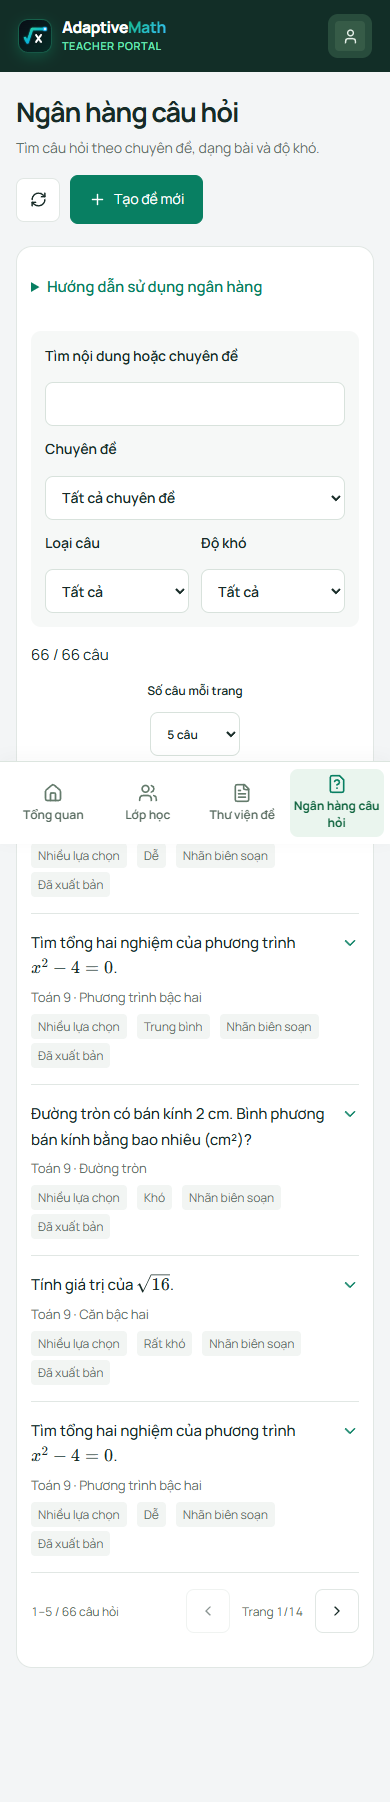 AdaptiveMath
TEACHER PORTAL
Ngân hàng câu hỏi
Tìm câu hỏi theo chuyên đề, dạng bài và độ khó.
Tạo đề mới
Hướng dẫn sử dụng ngân hàng
Tìm nội dung hoặc chuyên đề
Chuyên đề
Tất cả chuyên đề
Loại câu Độ khó
Tất cả Tất cả
66 / 66 câu
Số câu mỗi trang
5 câu
Tổng quan Lớp học Thư viện đề Ngân hàng câu hỏi
Nhiều lựa chọn Dễ Nhãn biên soạn
Đã xuất bản
Tìm tổng hai nghiệm của phương trình
x² − 4 = 0.
Toán 9 · Phương trình bậc hai
Nhiều lựa chọn Trung bình Nhãn biên soạn
Đã xuất bản
Đường tròn có bán kính 2 cm. Bình phương
bán kính bằng bao nhiêu (cm²)?
Toán 9 · Đường tròn
Nhiều lựa chọn Khó Nhãn biên soạn
Đã xuất bản
Tính giá trị của √16.
Toán 9 · Căn bậc hai
Nhiều lựa chọn Rất khó Nhãn biên soạn
Đã xuất bản
Tìm tổng hai nghiệm của phương trình
x² − 4 = 0.
Toán 9 · Phương trình bậc hai
Nhiều lựa chọn Dễ Nhãn biên soạn
Đã xuất bản
1–5 / 66 câu hỏi Trang 1/14